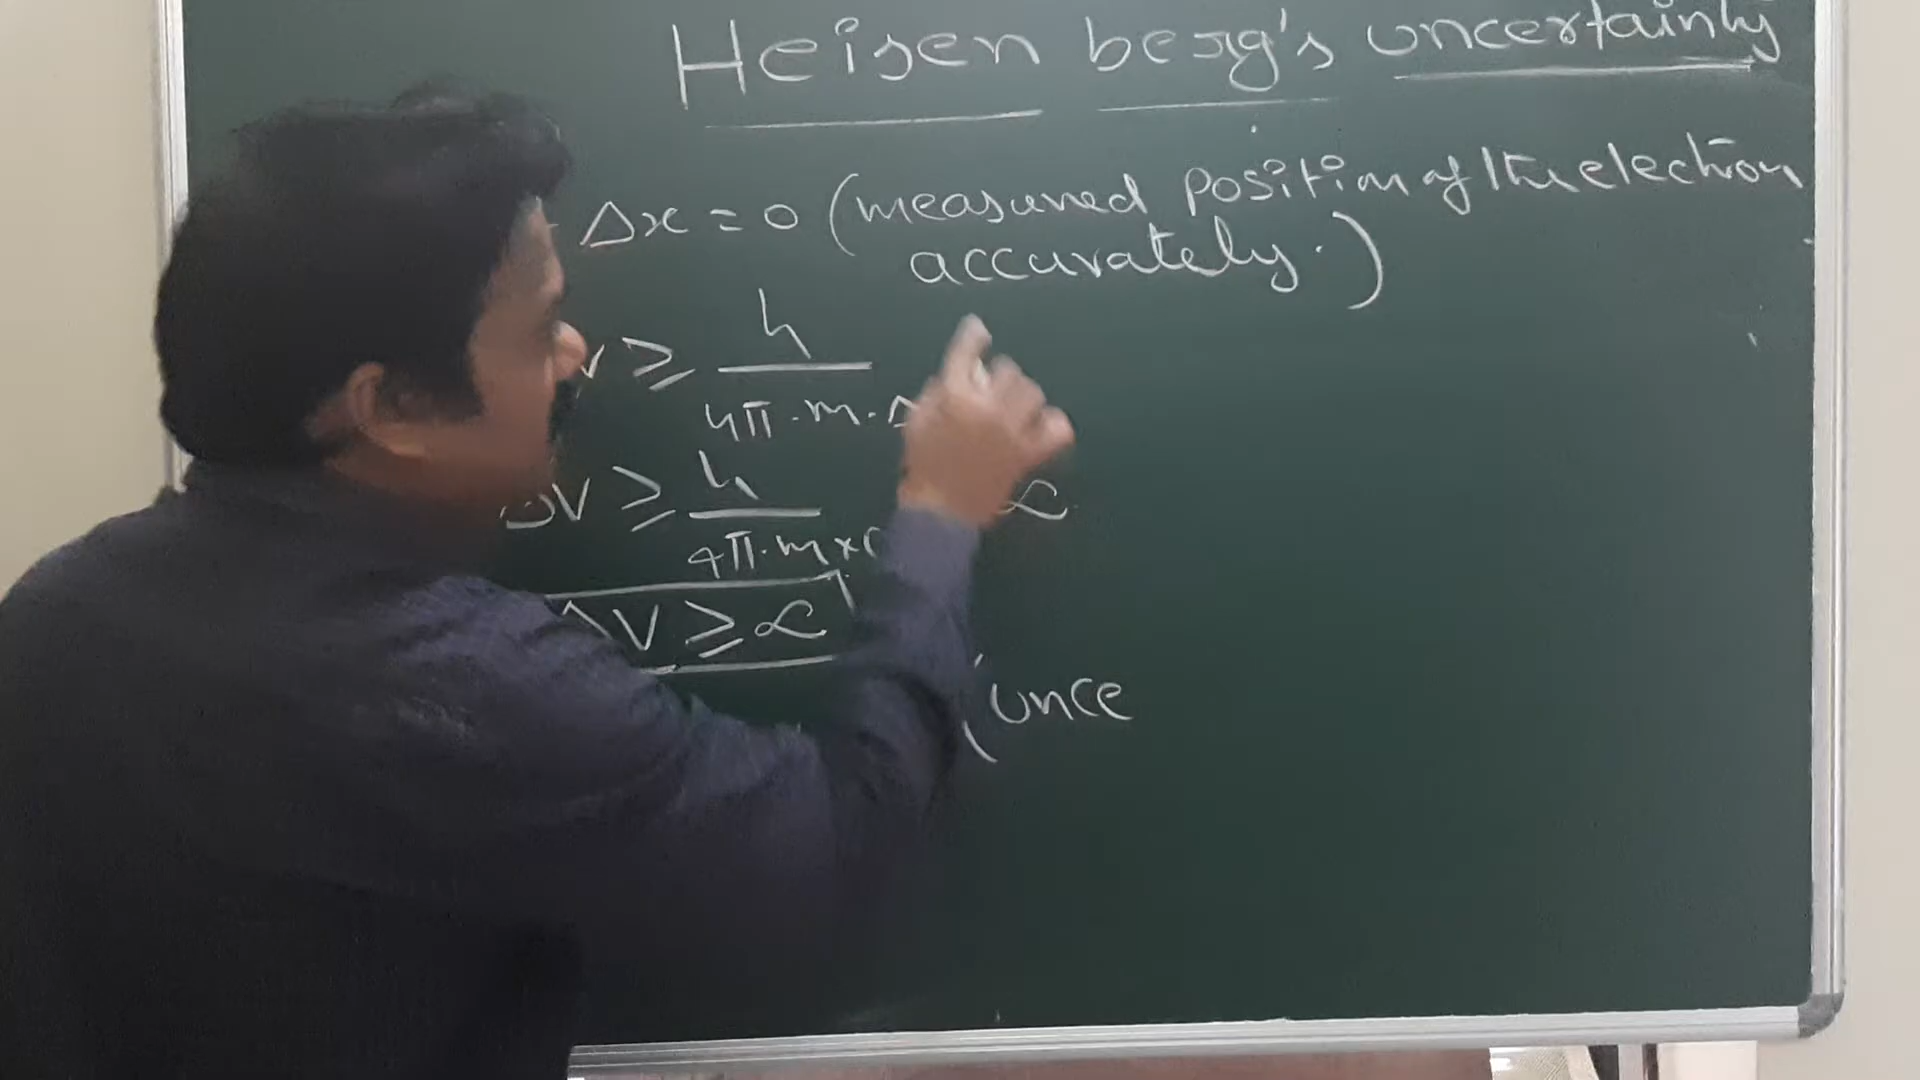 Heisen berg's uncertainty
Δx = 0 (measured position of the electron
accurately.)
V ≥ h
4π.m.Δ
ΔV ≥ h ∝
4π.m×
ΔV ≥ ∝
(unce